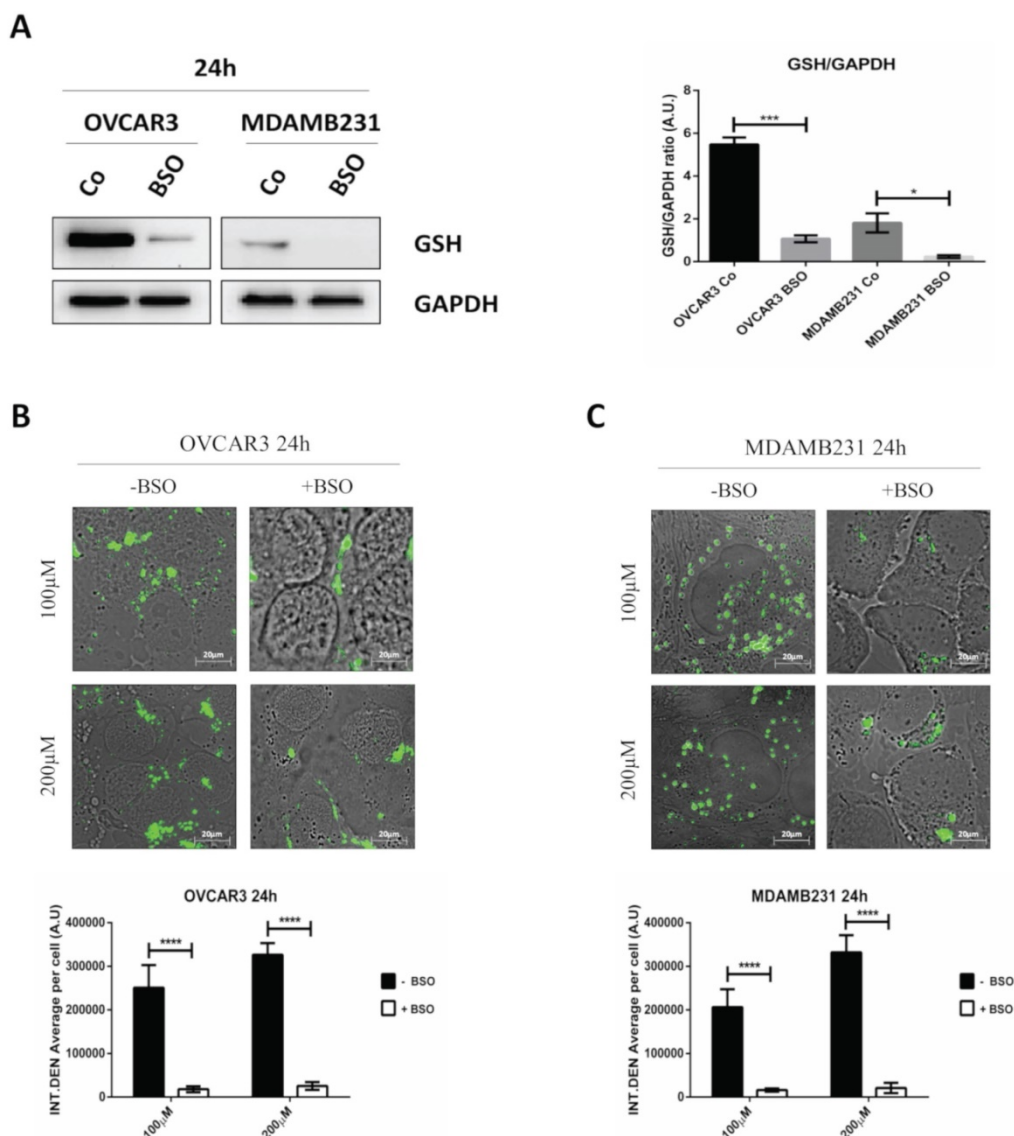 A
24h
OVCAR3 MDAMB231
Co BSO Co BSO
GSH
GAPDH
GSH/GAPDH
GSH/GAPDH ratio (A.U.)
8
6
4
2
0
***
*
OVCAR3 Co
OVCAR3 BSO
MDAMB231 Co
MDAMB231 BSO
B
OVCAR3 24h
-BSO +BSO
100µM
20µm 20µm
200µM
20µm 20µm
OVCAR3 24h
INT.DEN Average per cell (A.U)
400000
300000
200000
100000
0
****
****
- BSO
+ BSO
100µM
200µM
C
MDAMB231 24h
-BSO +BSO
100µM
20µm 20µm
200µM
20µm 20µm
MDAMB231 24h
INT.DEN Average per cell (A.U)
400000
300000
200000
100000
0
****
****
- BSO
+ BSO
100µM
200µM